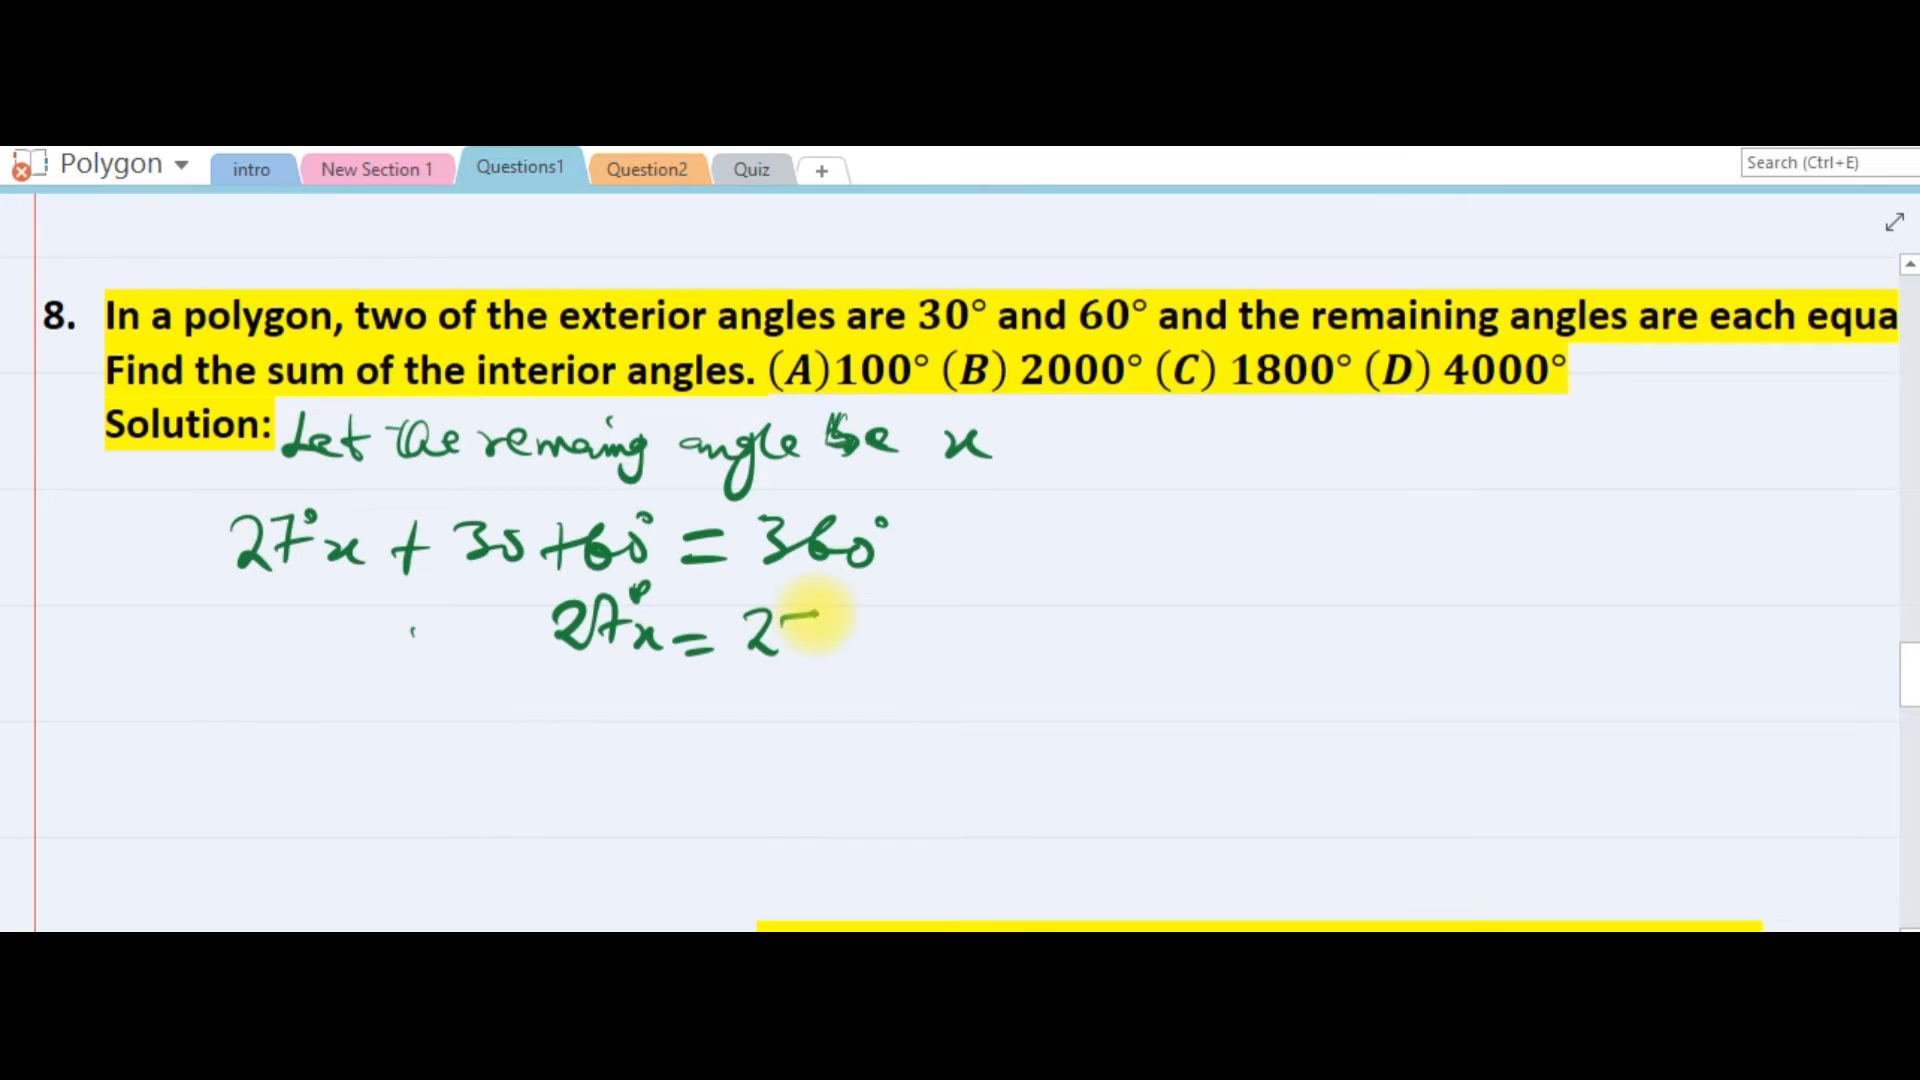 Polygon
intro
New Section 1
Questions1
Question2
Quiz
+
Search (Ctrl+E)
8. In a polygon, two of the exterior angles are 30° and 60° and the remaining angles are each equa
Find the sum of the interior angles. (A)100° (B) 2000° (C) 1800° (D) 4000°
Solution: Let the remaing angle be x
27°x + 30 +60° = 360°
27°x = 27